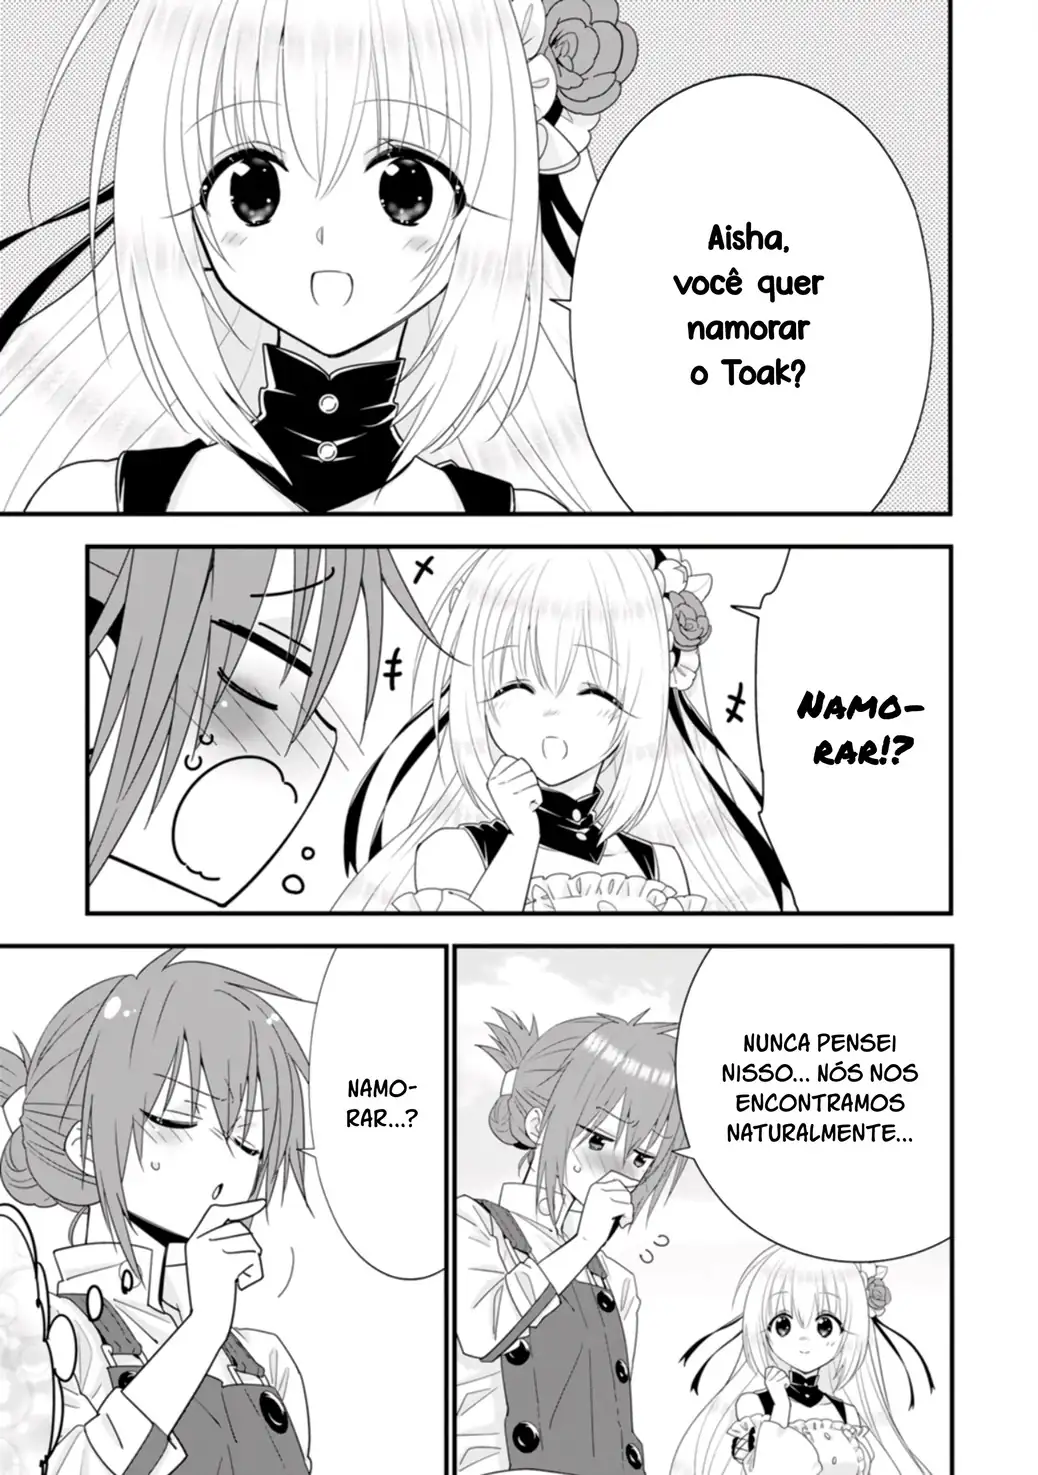 Aisha,
você quer
namorar
o Toak?
NAMO-
RAR!?
NUNCA PENSEI
NISSO... NÓS NOS
ENCONTRAMOS
NATURALMENTE...
NAMO-
RAR...?